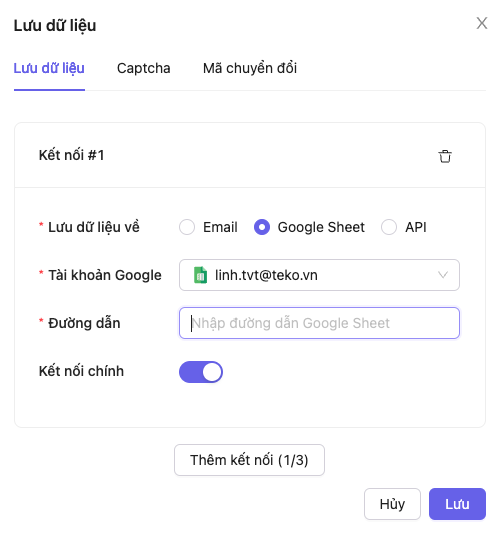 Lưu dữ liệu
Lưu dữ liệu Captcha Mã chuyển đổi
Kết nối #1
* Lưu dữ liệu về Email Google Sheet API
* Tài khoản Google linh.tvt@teko.vn
* Đường dẫn Nhập đường dẫn Google Sheet
Kết nối chính
Thêm kết nối (1/3)
Hủy Lưu